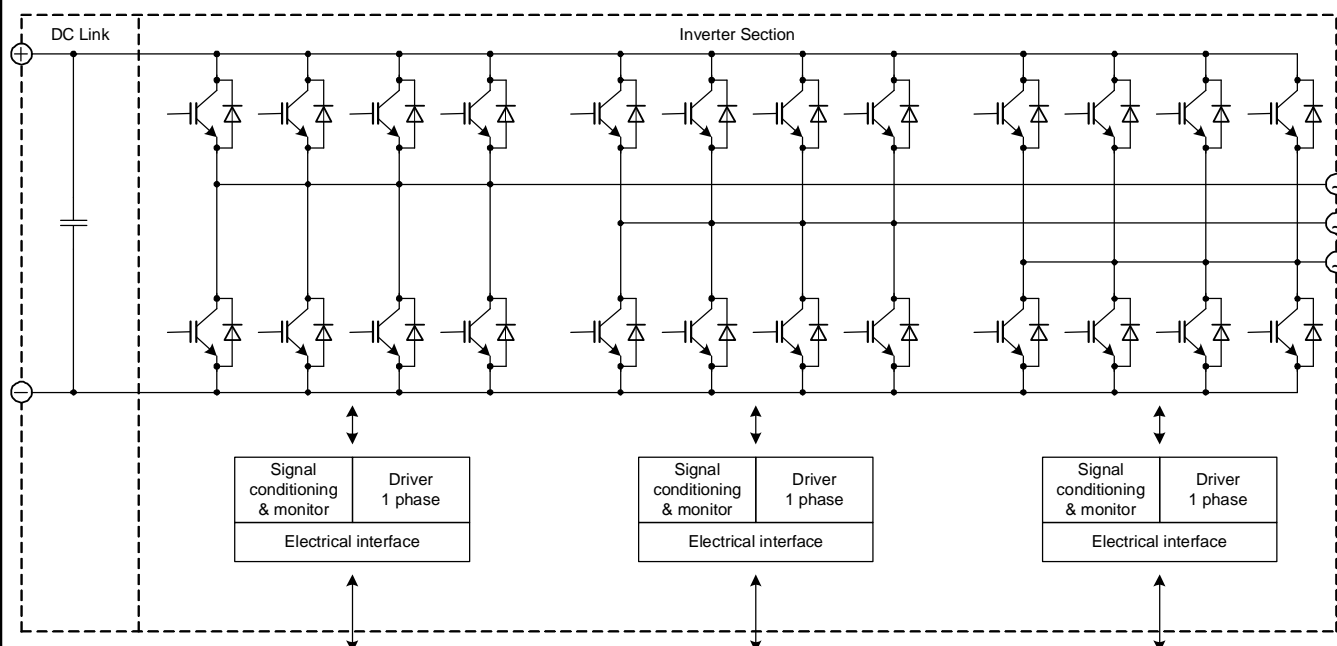 DC Link
Inverter Section
+
−
Signal
conditioning
& monitor
Driver
1 phase
Electrical interface
Signal
conditioning
& monitor
Driver
1 phase
Electrical interface
Signal
conditioning
& monitor
Driver
1 phase
Electrical interface